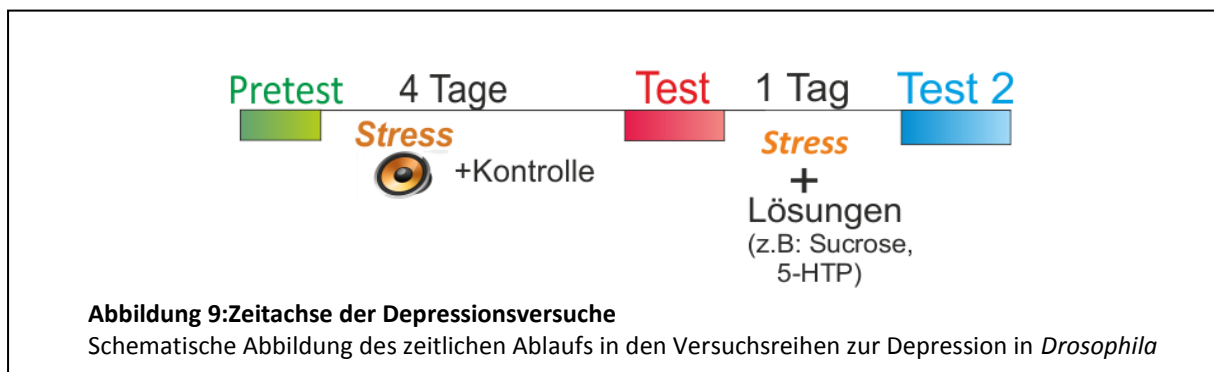 Pretest 4 Tage Test 1 Tag Test 2
Stress
+Kontrolle
Stress
+
Lösungen
(z.B: Sucrose,
5-HTP)
Abbildung 9:Zeitachse der Depressionsversuche
Schematische Abbildung des zeitlichen Ablaufs in den Versuchsreihen zur Depression in Drosophila